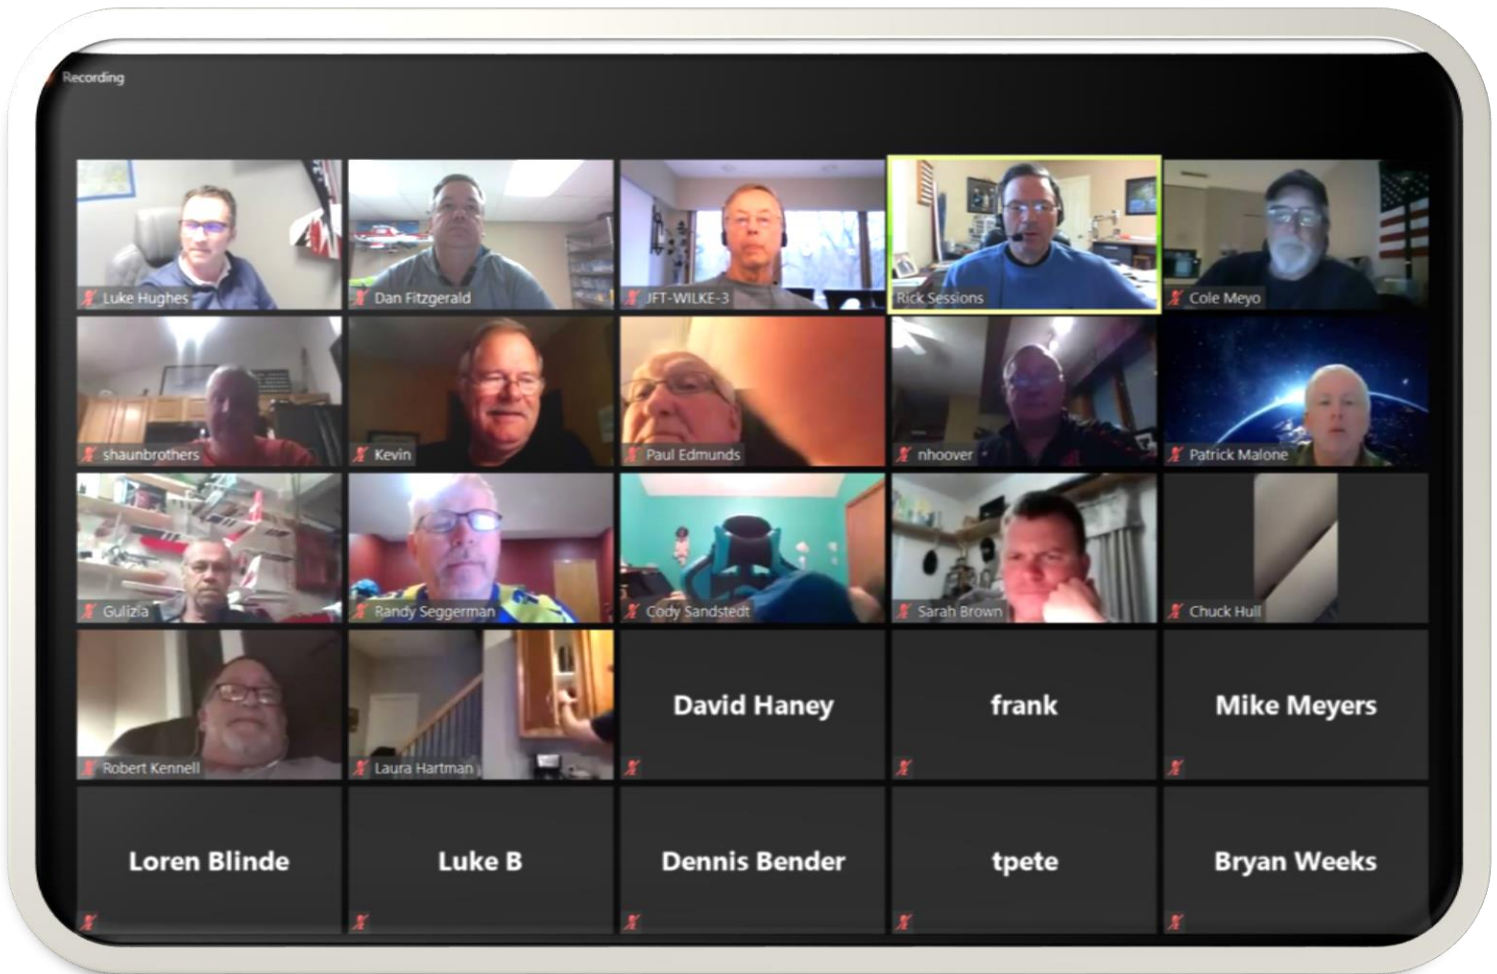 Recording
Luke Hughes
Dan Fitzgerald
JFT-WILKE-3
Rick Sessions
Cole Meyo
shaunbrothers
Kevin
Paul Edmunds
nhoover
Patrick Malone
Gulizia
Randy Seggerman
Cody Sandstedt
Sarah Brown
Chuck Hull
Robert Kennell
Laura Hartman
David Haney
frank
Mike Meyers
Loren Blinde
Luke B
Dennis Bender
tpete
Bryan Weeks